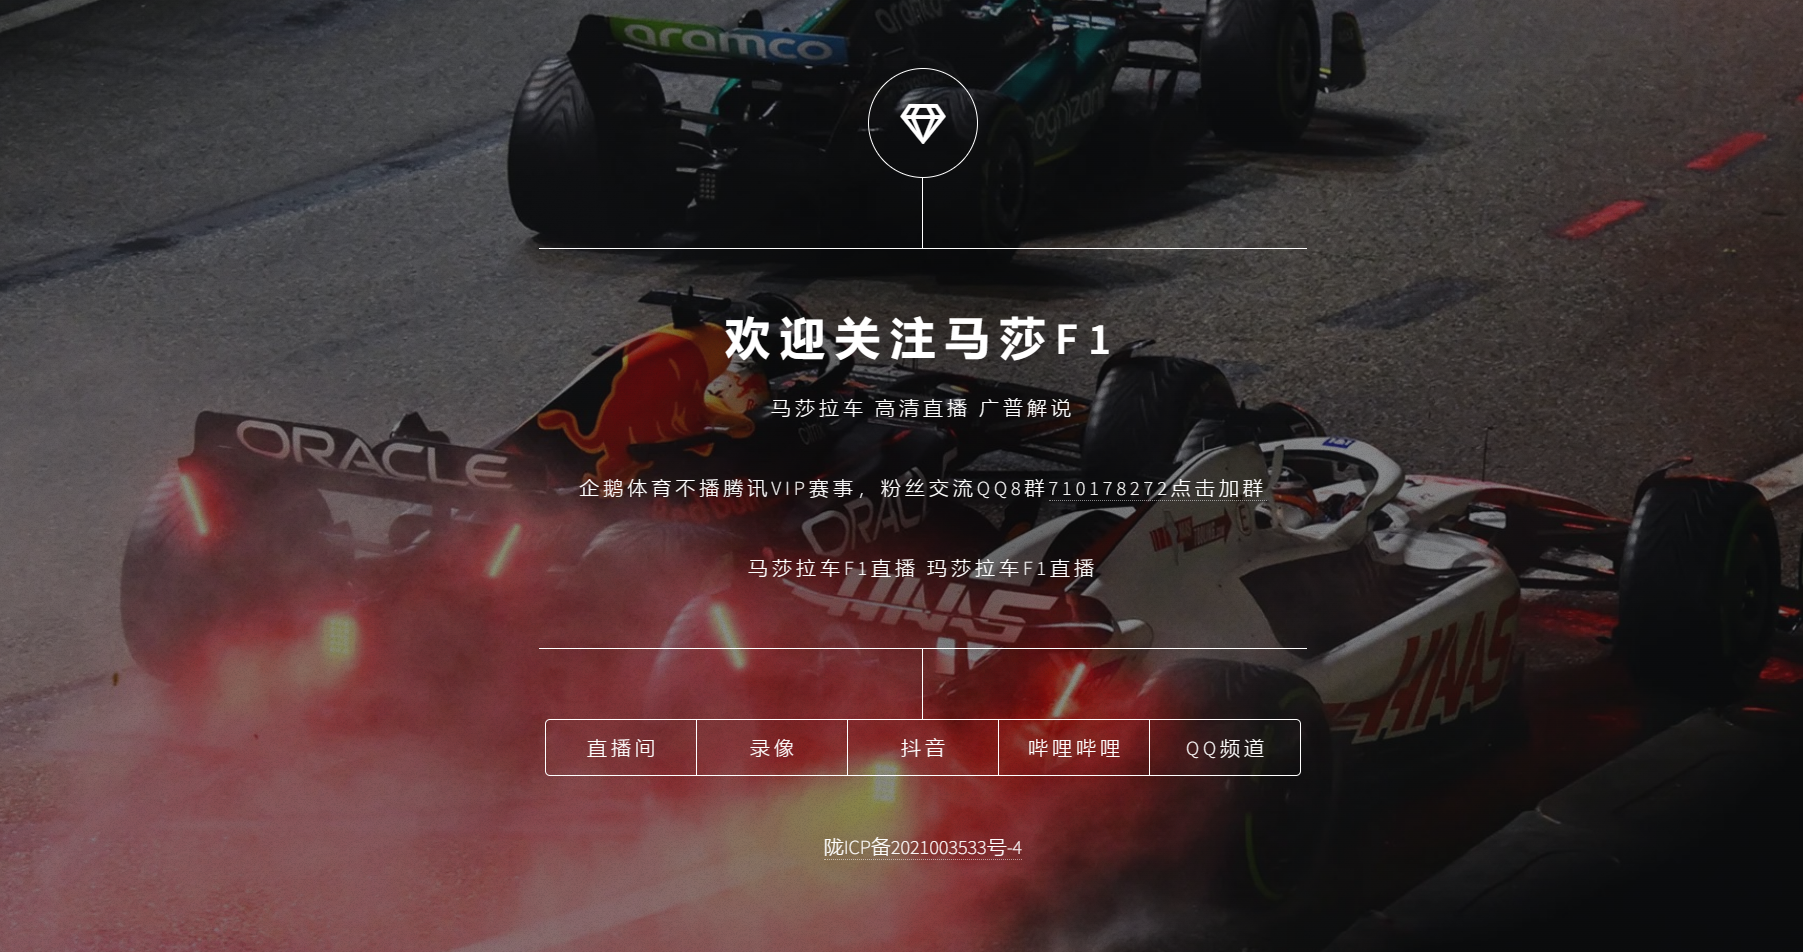 aramco
cognizant
欢迎关注马莎F1
马莎拉车 高清直播 广普解说
ORACLE
企鹅体育不播腾讯VIP赛事，粉丝交流QQ8群710178272点击加群
马莎拉车F1直播 玛莎拉车F1直播
HAAS
HAAS
直播间
录像
抖音
哔哩哔哩
QQ频道
陇ICP备2021003533号-4